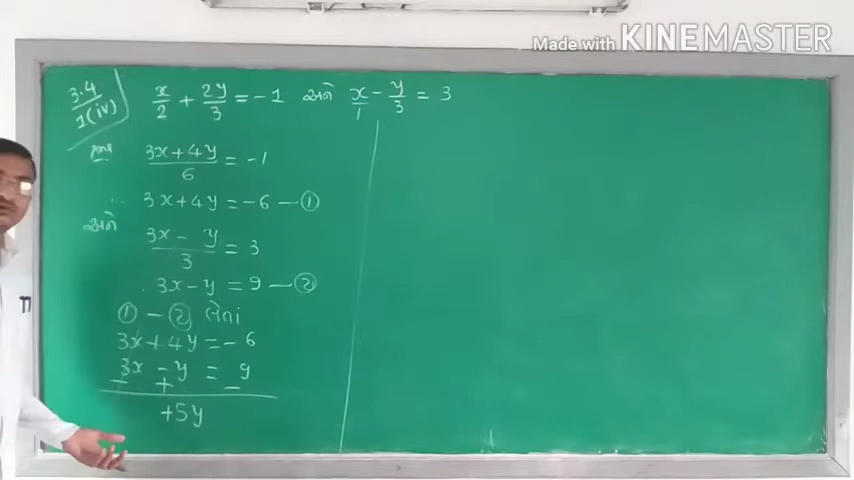 Made with KINEMASTER
3.4
1(iv)
x/2 + 2y/3 = -1 અને x/1 - y/3 = 3
(3x+4y)/6 = -1
∴ 3x+4y = -6 — ①
અને
(3x - y)/3 = 3
∴ 3x-y = 9 — ②
① - ② લેતાં
3x+4y = -6
3x - y = 9
- + -
+5y